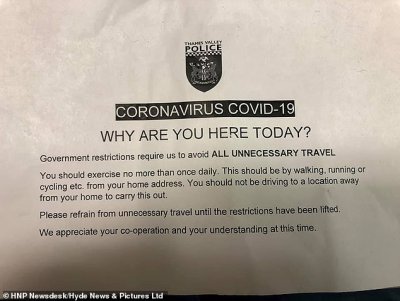 THAMES VALLEY
POLICE
CORONAVIRUS COVID-19
WHY ARE YOU HERE TODAY?
Government restrictions require us to avoid ALL UNNECESSARY TRAVEL
You should exercise no more than once daily. This should be by walking, running or
cycling etc. from your home address. You should not be driving to a location away
from your home to carry this out.
Please refrain from unnecessary travel until the restrictions have been lifted.
We appreciate your co-operation and your understanding at this time.
© HNP Newsdesk/Hyde News & Pictures Ltd